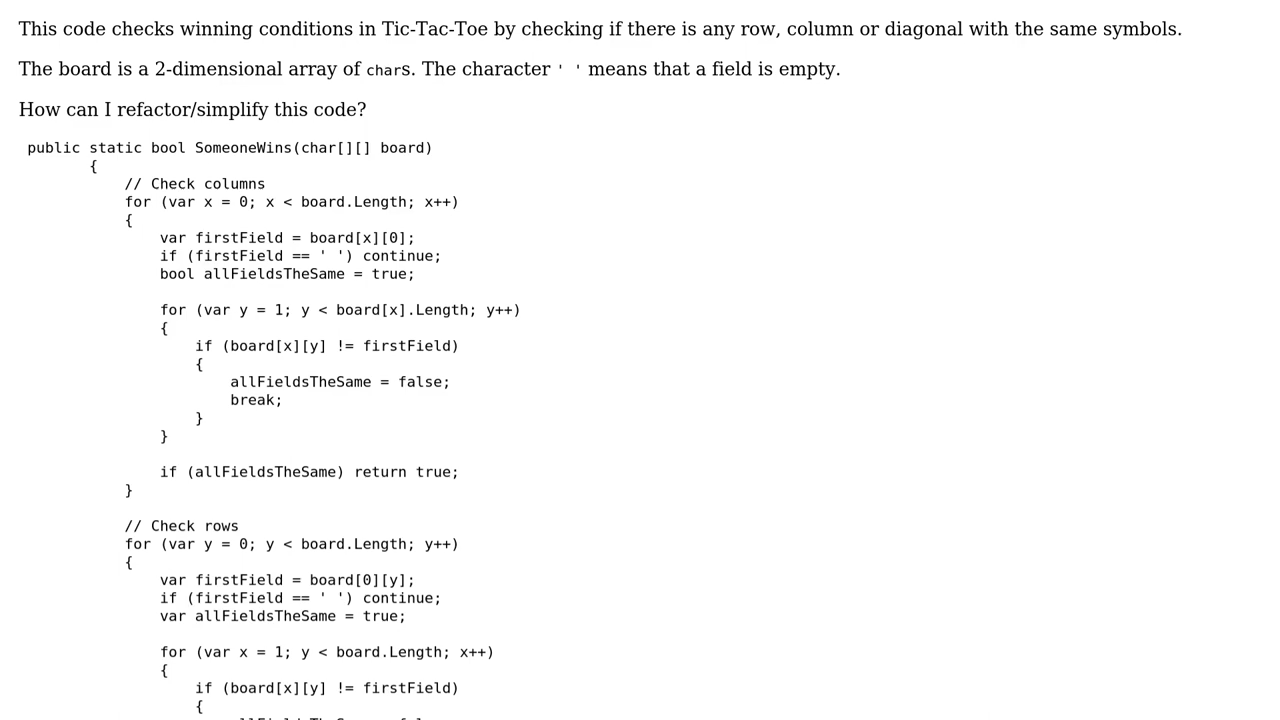 This code checks winning conditions in Tic-Tac-Toe by checking if there is any row, column or diagonal with the same symbols.
The board is a 2-dimensional array of chars. The character ' ' means that a field is empty.
How can I refactor/simplify this code?
public static bool SomeoneWins(char[][] board)
{
// Check columns
for (var x = 0; x < board.Length; x++)
{
var firstField = board[x][0];
if (firstField == ' ') continue;
bool allFieldsTheSame = true;
for (var y = 1; y < board[x].Length; y++)
{
if (board[x][y] != firstField)
{
allFieldsTheSame = false;
break;
}
}
if (allFieldsTheSame) return true;
}
// Check rows
for (var y = 0; y < board.Length; y++)
{
var firstField = board[0][y];
if (firstField == ' ') continue;
var allFieldsTheSame = true;
for (var x = 1; y < board.Length; x++)
{
if (board[x][y] != firstField)
{